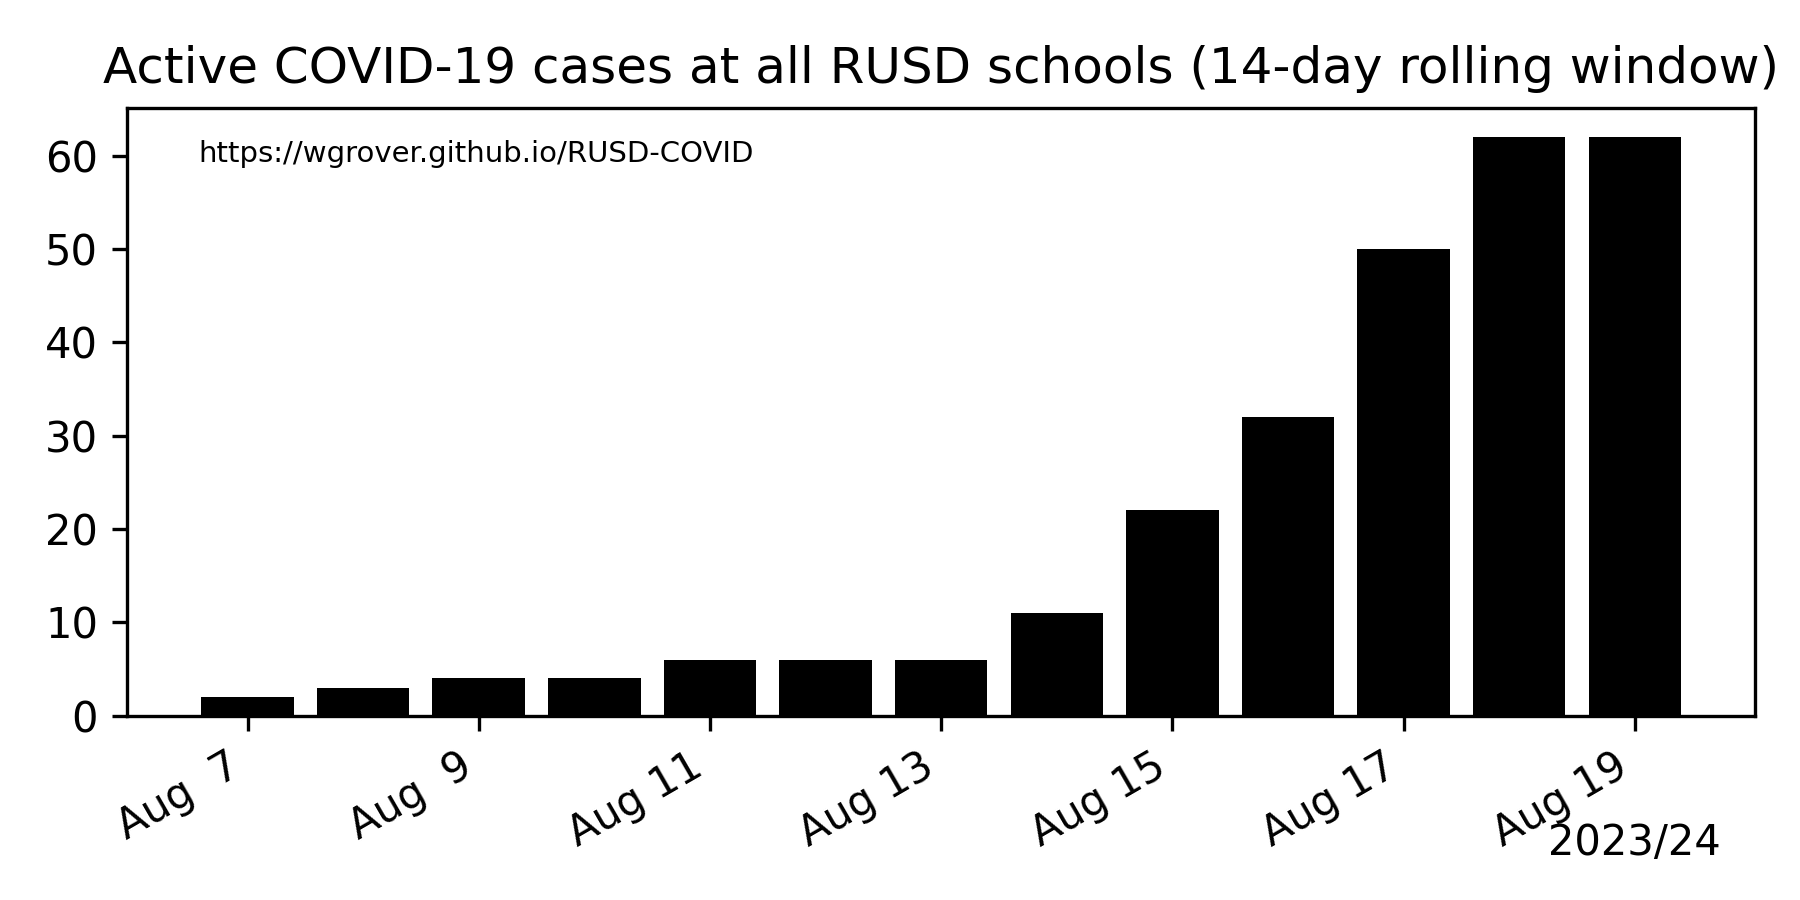 Active COVID-19 cases at all RUSD schools (14-day rolling window)
https://wgrover.github.io/RUSD-COVID
60
50
40
30
20
10
0
Aug 7
Aug 9
Aug 11
Aug 13
Aug 15
Aug 17
Aug 19
2023/24